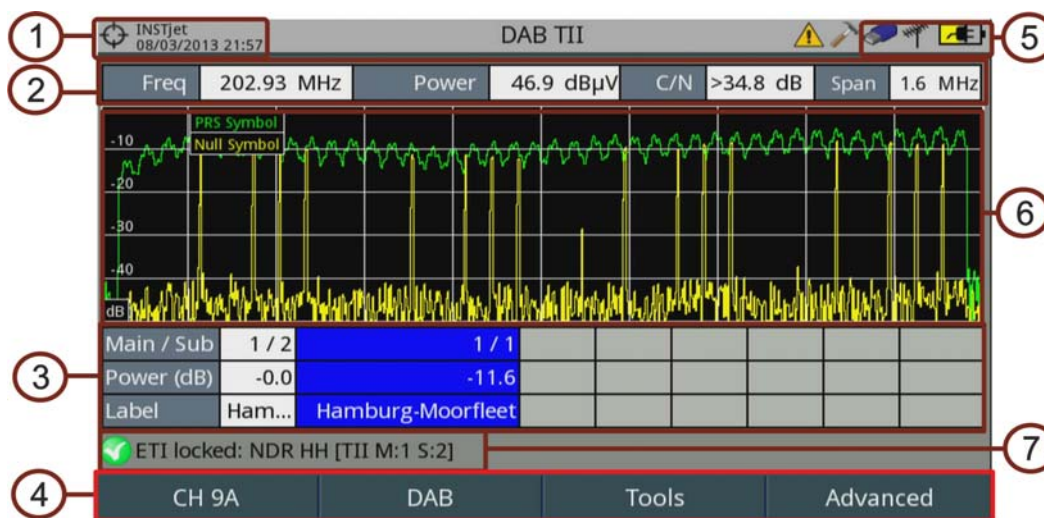 1
INSTjet
08/03/2013 21:57
DAB TII
5
2
Freq 202.93 MHz Power 46.9 dBµV C/N >34.8 dB Span 1.6 MHz
PRS Symbol
Null Symbol
-10
-20
-30
-40
dB
6
3
Main / Sub 1 / 2 1 / 1
Power (dB) -0.0 -11.6
Label Ham... Hamburg-Moorfleet
ETI locked: NDR HH [TII M:1 S:2]
7
4
CH 9A DAB Tools Advanced